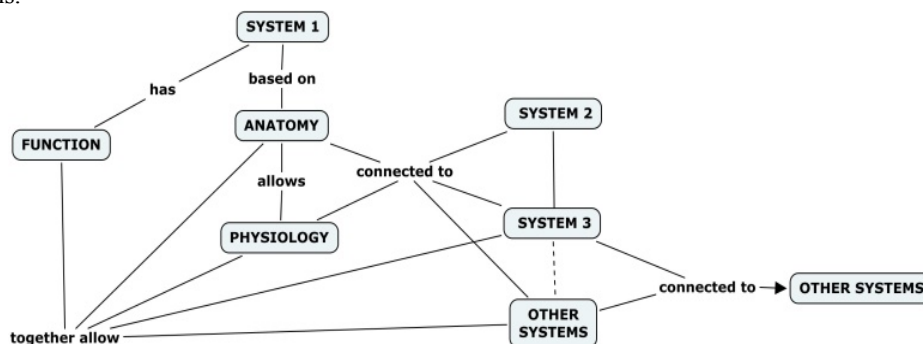 ns.
SYSTEM 1
based on
has
ANATOMY
SYSTEM 2
FUNCTION
connected to
allows
PHYSIOLOGY
SYSTEM 3
connected to
OTHER SYSTEMS
OTHER
SYSTEMS
together allow